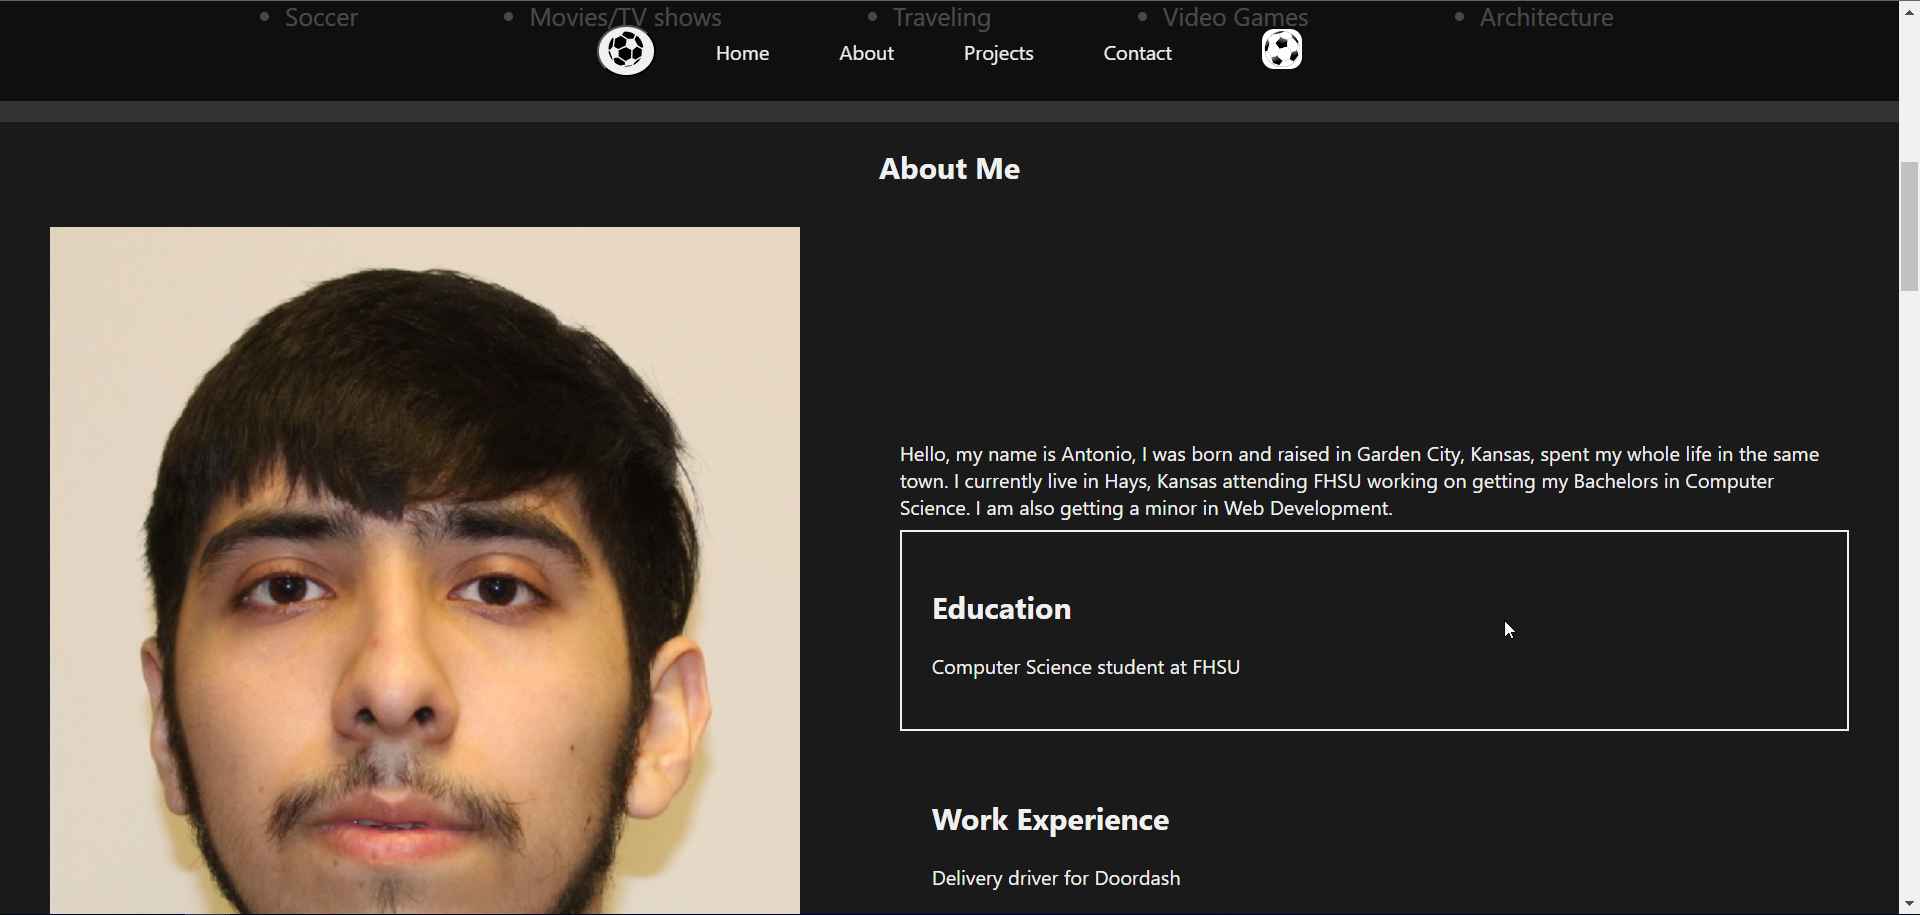 Soccer Movies/TV shows Traveling Video Games Architecture
Home About Projects Contact
About Me
Hello, my name is Antonio, I was born and raised in Garden City, Kansas, spent my whole life in the same
town. I currently live in Hays, Kansas attending FHSU working on getting my Bachelors in Computer
Science. I am also getting a minor in Web Development.
Education
Computer Science student at FHSU
Work Experience
Delivery driver for Doordash